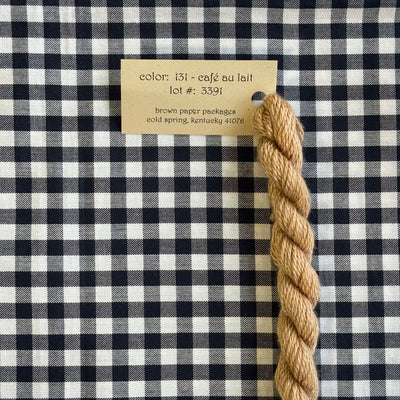 color: 131 - café au lait
lot #: 3391
brown paper packages
cold spring, kentucky 41076